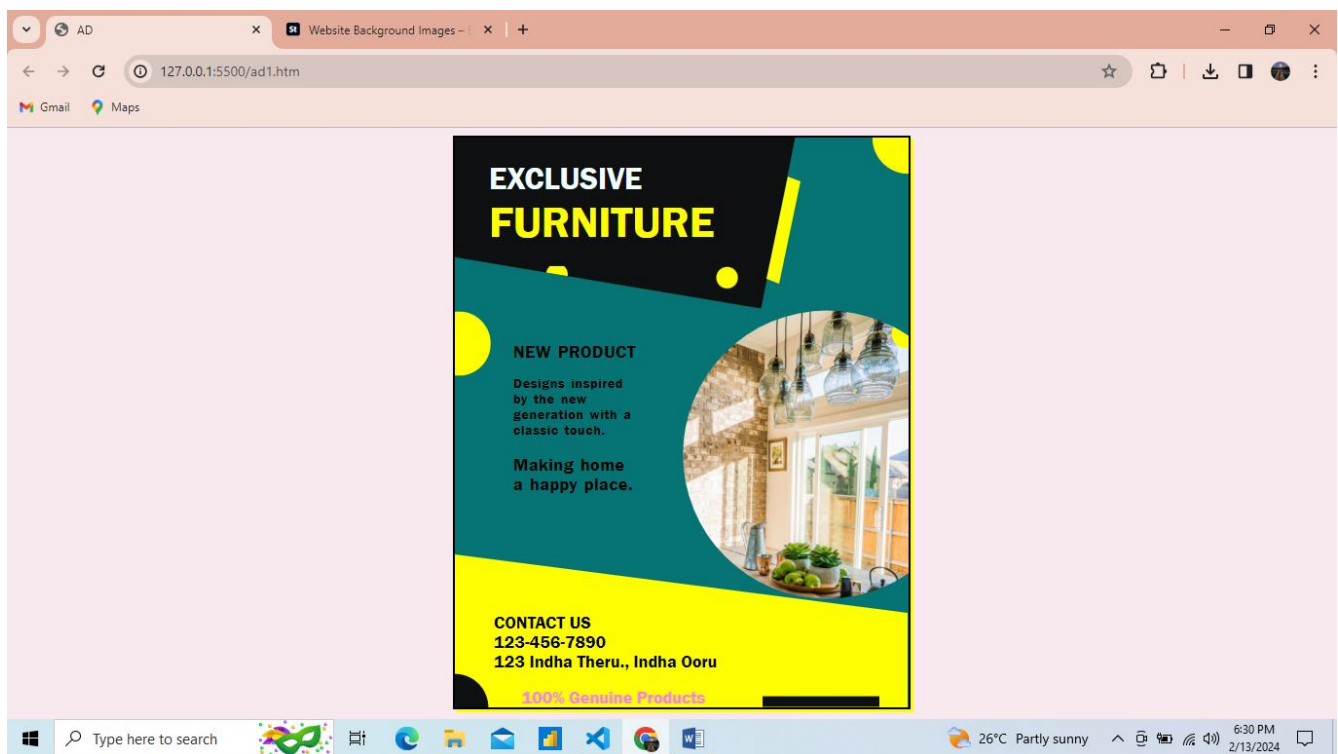 AD
St Website Background Images –
127.0.0.1:5500/ad1.htm
Gmail Maps
EXCLUSIVE
FURNITURE
NEW PRODUCT
Designs inspired
by the new
generation with a
classic touch.
Making home
a happy place.
CONTACT US
123-456-7890
123 Indha Theru., Indha Ooru
100% Genuine Products
Type here to search
26°C Partly sunny
6:30 PM
2/13/2024